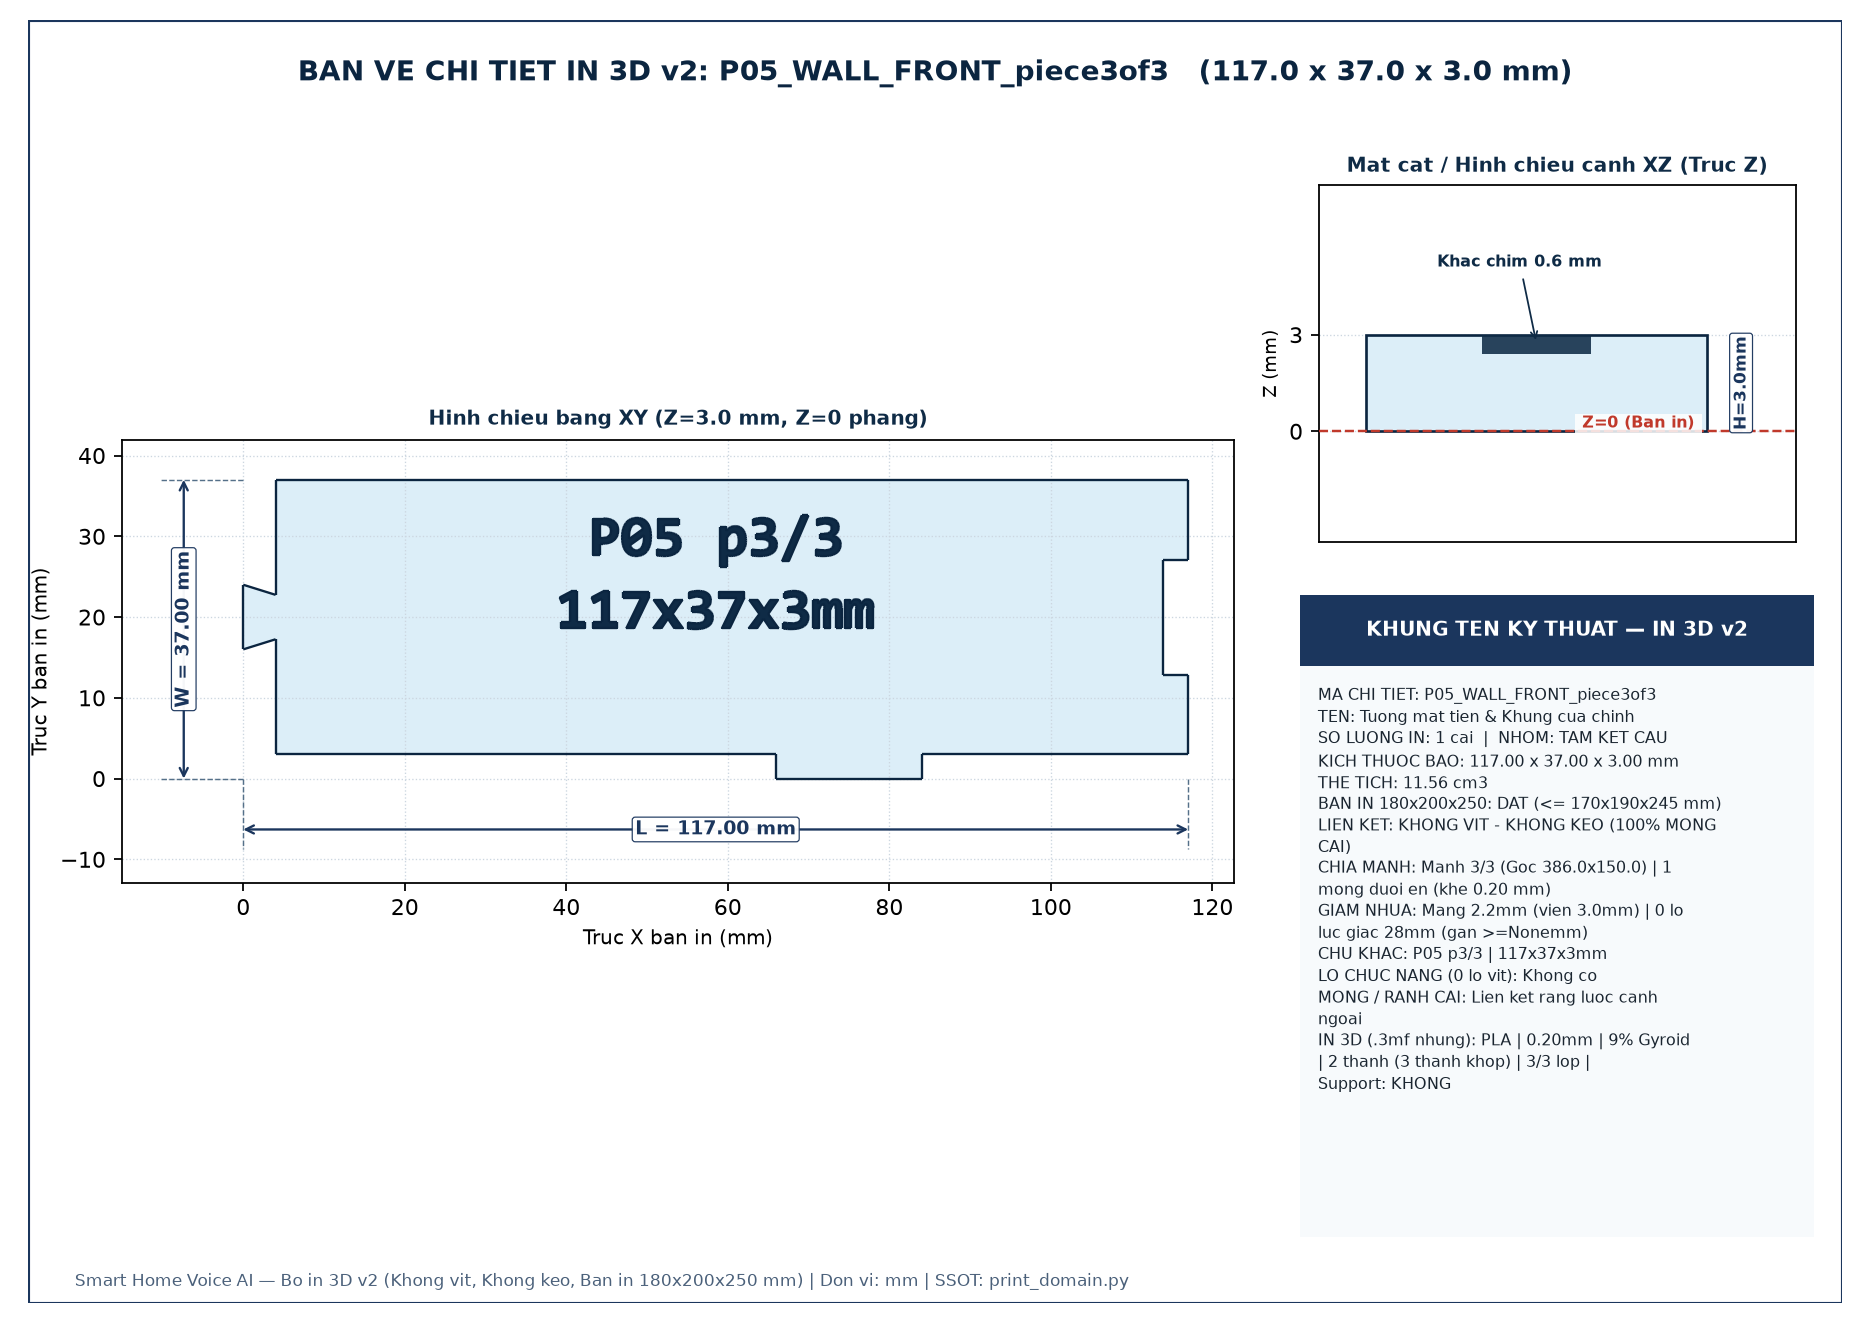 BAN VE CHI TIET IN 3D v2: P05_WALL_FRONT_piece3of3 (117.0 x 37.0 x 3.0 mm)
Mat cat / Hinh chieu canh XZ (Truc Z)
Khac chim 0.6 mm
Z (mm)
3
0
Z=0 (Ban in)
H=3.0mm
Hinh chieu bang XY (Z=3.0 mm, Z=0 phang)
40
30
20
10
0
−10
Truc Y ban in (mm)
W = 37.00 mm
P05 p3/3
117x37x3mm
L = 117.00 mm
0
20
40
60
80
100
120
Truc X ban in (mm)
KHUNG TEN KY THUAT — IN 3D v2
MA CHI TIET: P05_WALL_FRONT_piece3of3
TEN: Tuong mat tien & Khung cua chinh
SO LUONG IN: 1 cai | NHOM: TAM KET CAU
KICH THUOC BAO: 117.00 x 37.00 x 3.00 mm
THE TICH: 11.56 cm3
BAN IN 180x200x250: DAT (<= 170x190x245 mm)
LIEN KET: KHONG VIT - KHONG KEO (100% MONG
CAI)
CHIA MANH: Manh 3/3 (Goc 386.0x150.0) | 1
mong duoi en (khe 0.20 mm)
GIAM NHUA: Mang 2.2mm (vien 3.0mm) | 0 lo
luc giac 28mm (gan >=Nonemm)
CHU KHAC: P05 p3/3 | 117x37x3mm
LO CHUC NANG (0 lo vit): Khong co
MONG / RANH CAI: Lien ket rang luoc canh
ngoai
IN 3D (.3mf nhung): PLA | 0.20mm | 9% Gyroid
| 2 thanh (3 thanh khop) | 3/3 lop |
Support: KHONG
Smart Home Voice AI — Bo in 3D v2 (Khong vit, Khong keo, Ban in 180x200x250 mm) | Don vi: mm | SSOT: print_domain.py